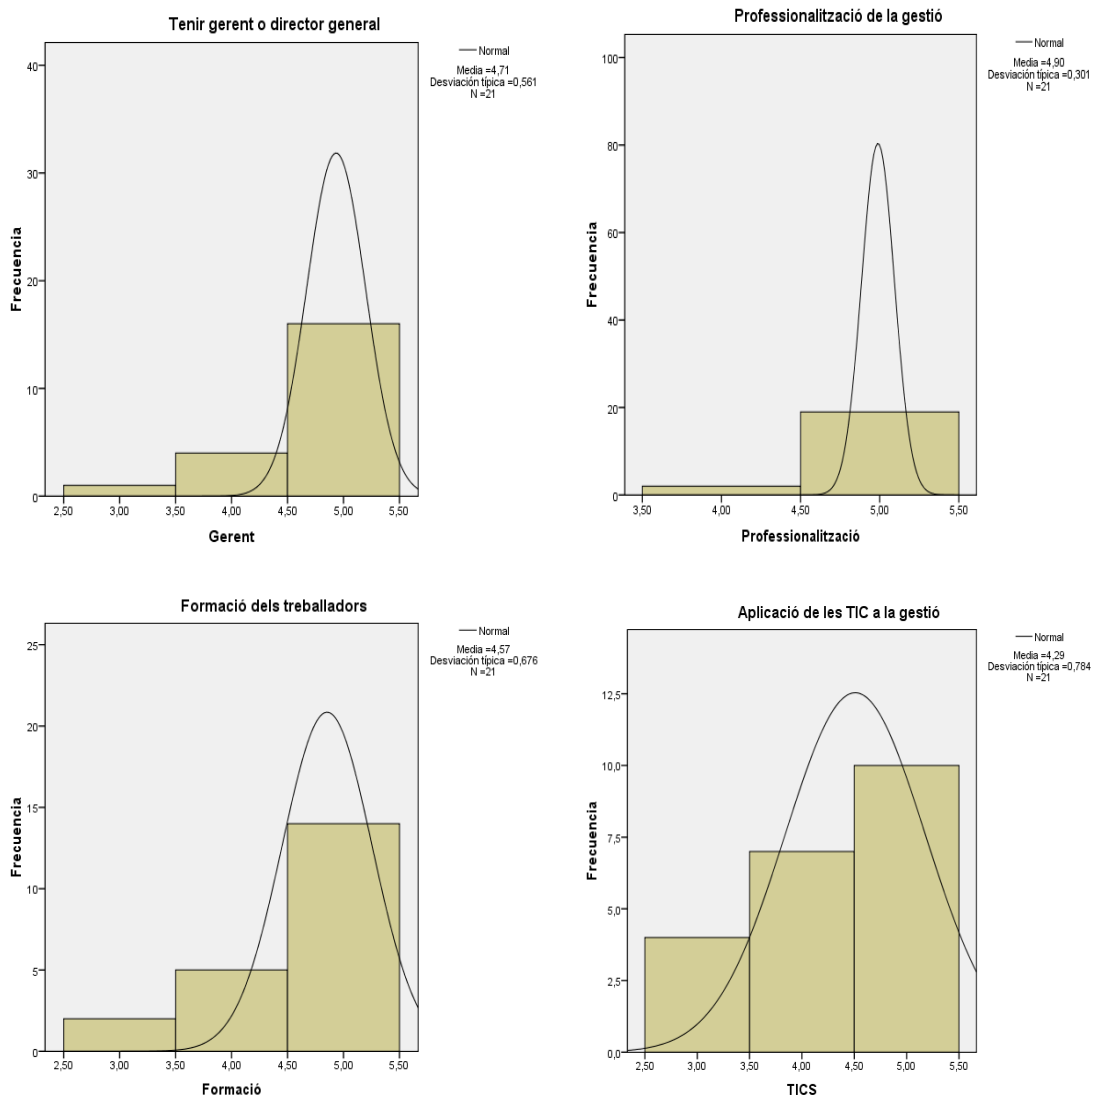 Tenir gerent o director general
Normal
Media =4,71
Desviación típica =0,561
N =21
Frecuencia
40
30
20
10
0
2,50 3,00 3,50 4,00 4,50 5,00 5,50
Gerent
Professionalització de la gestió
Normal
Media =4,90
Desviación típica =0,301
N =21
Frecuencia
100
80
60
40
20
0
3,50 4,00 4,50 5,00 5,50
Professionalització
Formació dels treballadors
Normal
Media =4,57
Desviación típica =0,676
N =21
Frecuencia
25
20
15
10
5
0
2,50 3,00 3,50 4,00 4,50 5,00 5,50
Formació
Aplicació de les TIC a la gestió
Normal
Media =4,29
Desviación típica =0,784
N =21
Frecuencia
12,5
10,0
7,5
5,0
2,5
0,0
2,50 3,00 3,50 4,00 4,50 5,00 5,50
TICS